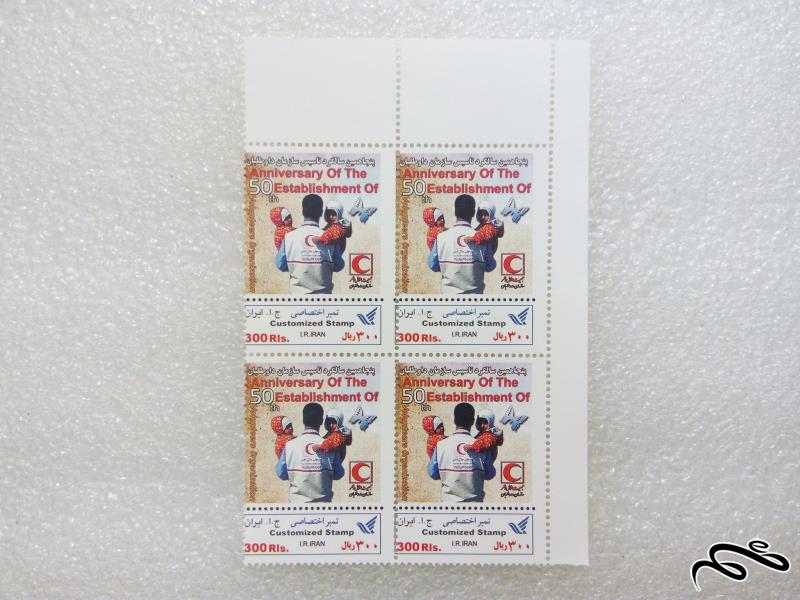 پنجاهمین سالگرد تاسیس سازمان داوطلبان
Anniversary Of The
50th Establishment Of
ج.ا. ایران تمبر اختصاصی
Customized Stamp
300 Rls. I.R.IRAN ۳۰۰ ریال
پنجاهمین سالگرد تاسیس سازمان داوطلبان
Anniversary Of The
50th Establishment Of
ج.ا. ایران تمبر اختصاصی
Customized Stamp
300 Rls. I.R.IRAN ۳۰۰ ریال
پنجاهمین سالگرد تاسیس سازمان داوطلبان
Anniversary Of The
50th Establishment Of
ج.ا. ایران تمبر اختصاصی
Customized Stamp
300 Rls. I.R.IRAN ۳۰۰ ریال
پنجاهمین سالگرد تاسیس سازمان داوطلبان
Anniversary Of The
50th Establishment Of
ج.ا. ایران تمبر اختصاصی
Customized Stamp
300 Rls. I.R.IRAN ۳۰۰ ریال